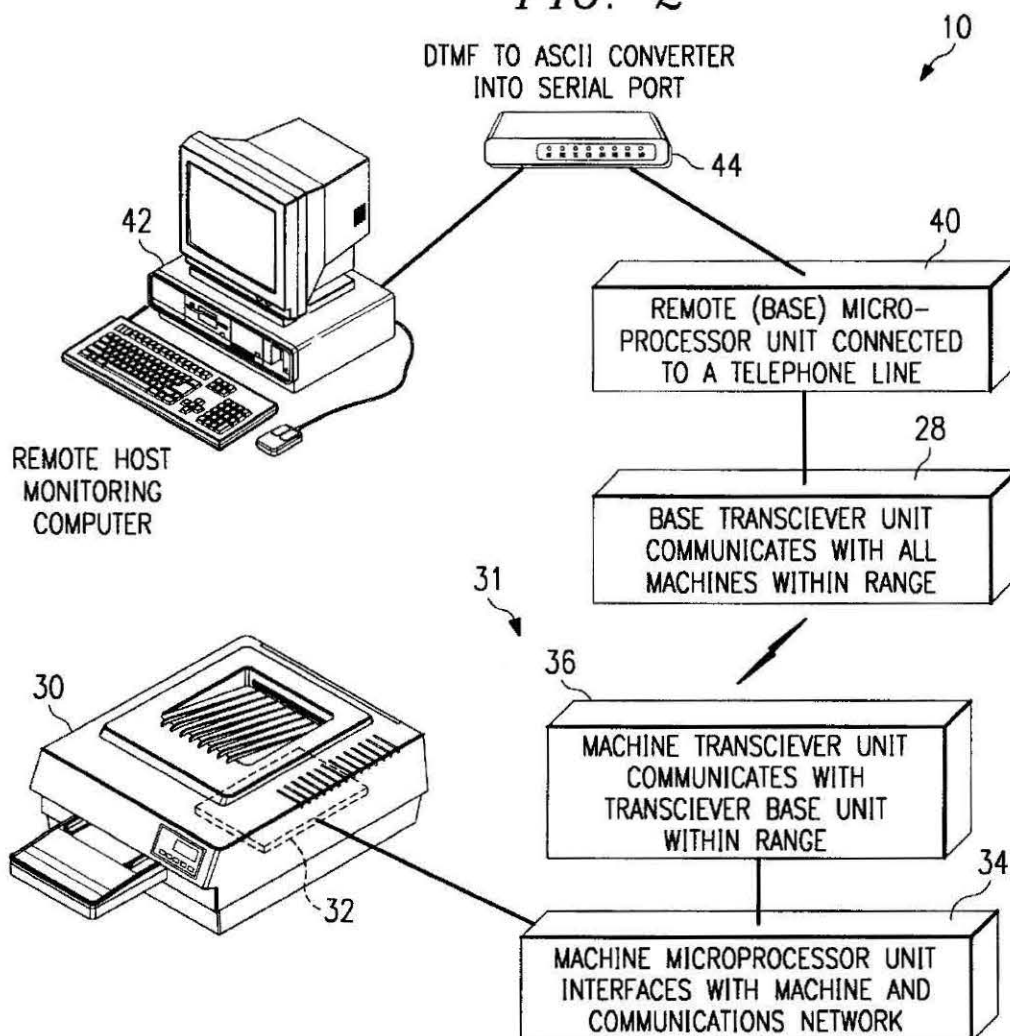 FIG. 2
10
DTMF TO ASCII CONVERTER
INTO SERIAL PORT
44
42
40
REMOTE (BASE) MICRO-
PROCESSOR UNIT CONNECTED
TO A TELEPHONE LINE
28
REMOTE HOST
MONITORING
COMPUTER
BASE TRANSCIEVER UNIT
COMMUNICATES WITH ALL
MACHINES WITHIN RANGE
31
36
30
MACHINE TRANSCIEVER UNIT
COMMUNICATES WITH
TRANSCIEVER BASE UNIT
WITHIN RANGE
32
34
MACHINE MICROPROCESSOR UNIT
INTERFACES WITH MACHINE AND
COMMUNICATIONS NETWORK